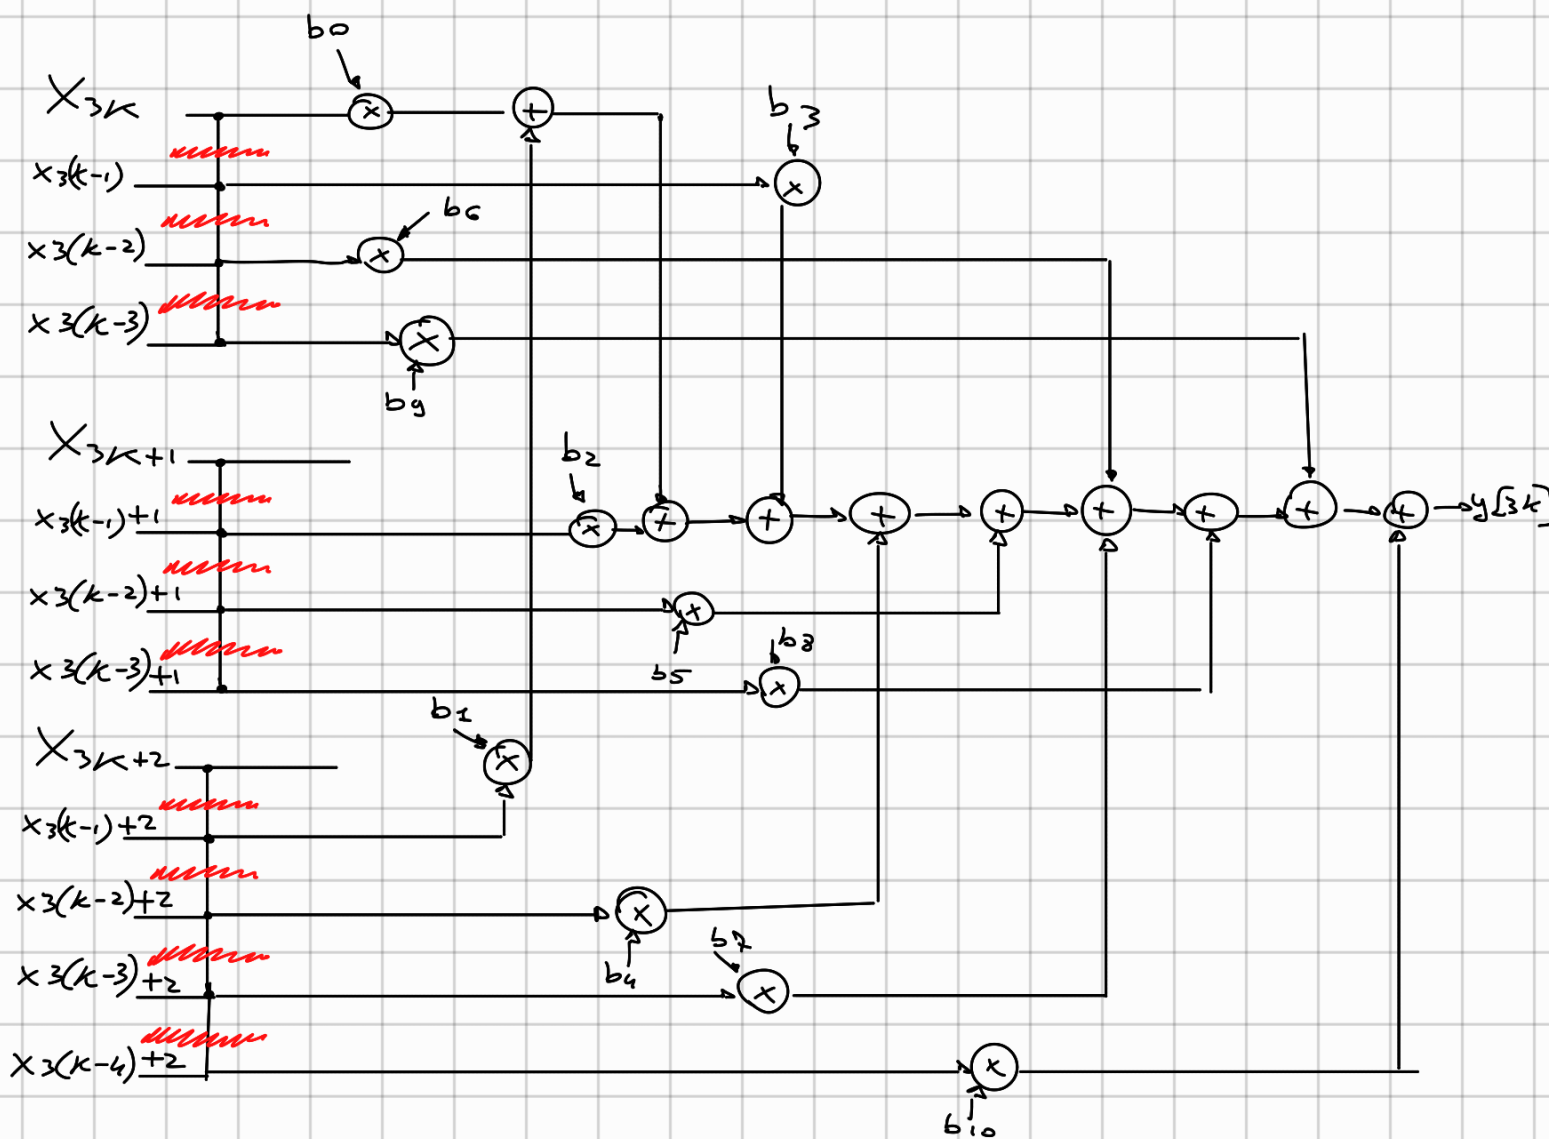 b0
X3k
b3
x3(k-1)
b6
x3(k-2)
x3(k-3)
b9
X3k+1
b2
x3(k-1)+1
y[3k]
x3(k-2)+1
b5
b8
x3(k-3)+1
b1
X3k+2
x3(k-1)+2
x3(k-2)+2
b4
b7
x3(k-3)+2
x3(k-4)+2
b10